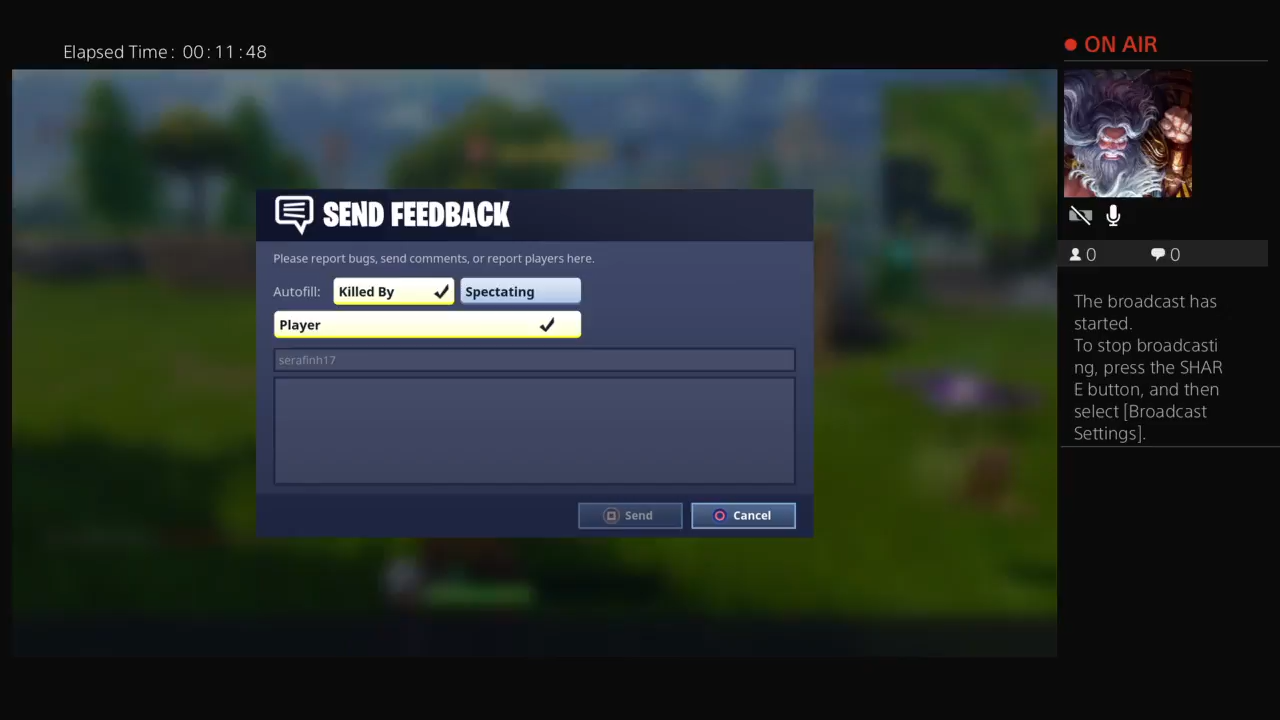 Elapsed Time: 00:11:48
ON AIR
SEND FEEDBACK
Please report bugs, send comments, or report players here.
Autofill: Killed By Spectating
Player
serafinh17
Send Cancel
0 0
The broadcast has
started.
To stop broadcasti
ng, press the SHAR
E button, and then
select [Broadcast
Settings].